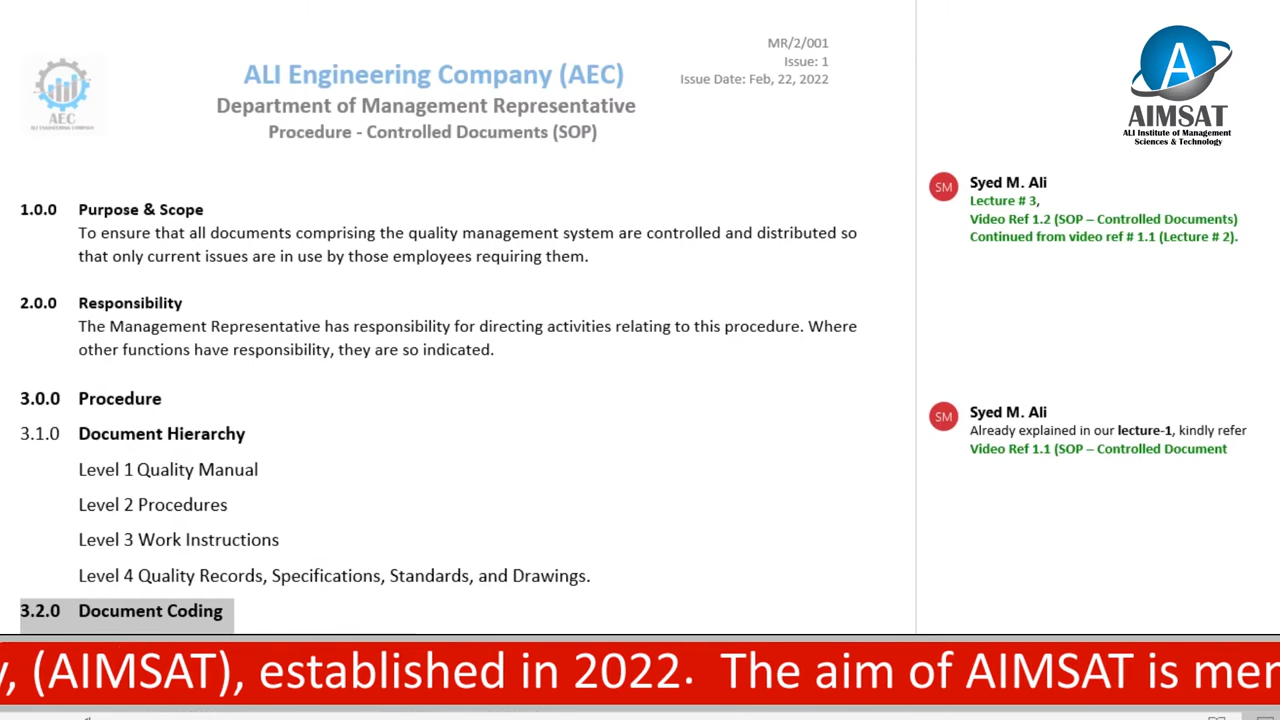 MR/2/001
Issue: 1
Issue Date: Feb, 22, 2022
ALI Engineering Company (AEC)
Department of Management Representative
Procedure - Controlled Documents (SOP)
AEC
ALI ENGINEERING COMPANY
A
AIMSAT
ALI Institute of Management
Sciences & Technology
1.0.0 Purpose & Scope
To ensure that all documents comprising the quality management system are controlled and distributed so
that only current issues are in use by those employees requiring them.
2.0.0 Responsibility
The Management Representative has responsibility for directing activities relating to this procedure. Where
other functions have responsibility, they are so indicated.
3.0.0 Procedure
3.1.0 Document Hierarchy
Level 1 Quality Manual
Level 2 Procedures
Level 3 Work Instructions
Level 4 Quality Records, Specifications, Standards, and Drawings.
3.2.0 Document Coding
SM Syed M. Ali
Lecture # 3,
Video Ref 1.2 (SOP – Controlled Documents)
Continued from video ref # 1.1 (Lecture # 2).
SM Syed M. Ali
Already explained in our lecture-1, kindly refer
Video Ref 1.1 (SOP – Controlled Document
y, (AIMSAT), established in 2022. The aim of AIMSAT is mer